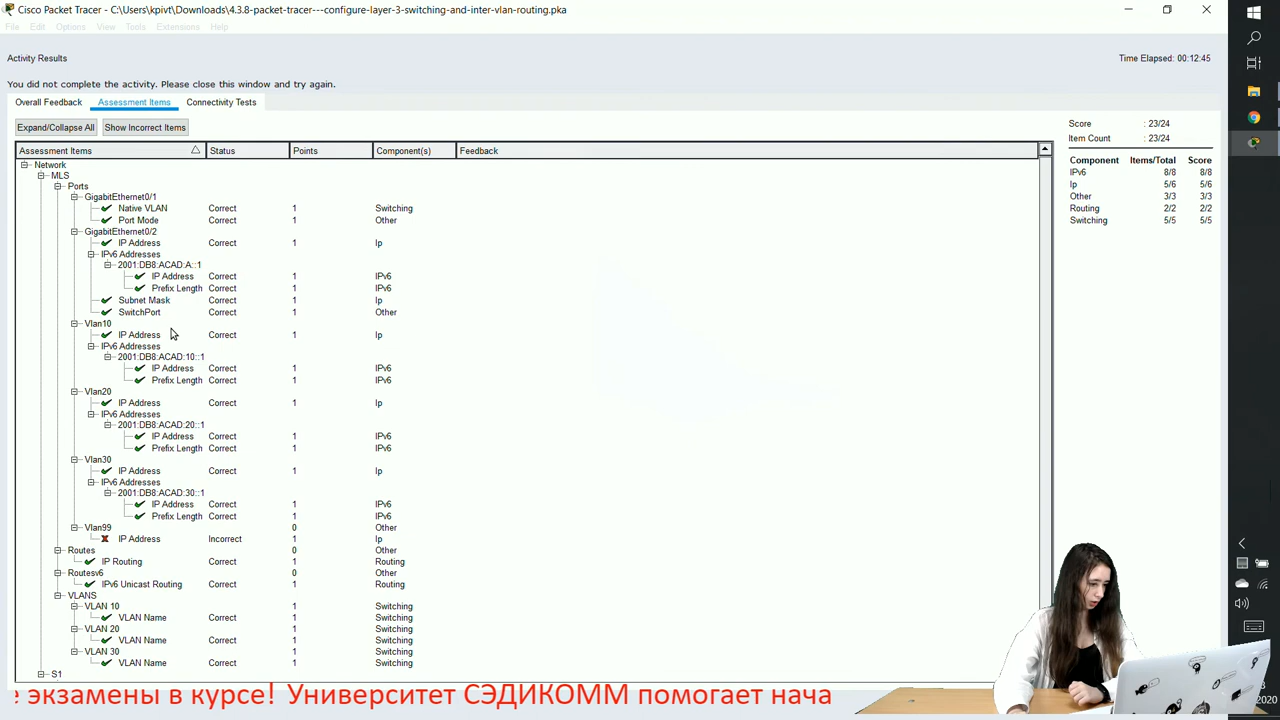 Cisco Packet Tracer - C:\Users\kpivt\Downloads\4.3.8-packet-tracer---configure-layer-3-switching-and-inter-vlan-routing.pka
File Edit Options View Tools Extensions Help
Activity Results
Time Elapsed: 00:12:45
You did not complete the activity. Please close this window and try again.
Overall Feedback Assessment Items Connectivity Tests
Expand/Collapse All Show Incorrect Items
Assessment Items Status Points Component(s) Feedback
Network
MLS
Ports
GigabitEthernet0/1
Native VLAN Correct 1 Switching
Port Mode Correct 1 Other
GigabitEthernet0/2
IP Address Correct 1 Ip
IPv6 Addresses
2001:DB8:ACAD:A::1
IP Address Correct 1 IPv6
Prefix Length Correct 1 IPv6
Subnet Mask Correct 1 Ip
SwitchPort Correct 1 Other
Vlan10
IP Address Correct 1 Ip
IPv6 Addresses
2001:DB8:ACAD:10::1
IP Address Correct 1 IPv6
Prefix Length Correct 1 IPv6
Vlan20
IP Address Correct 1 Ip
IPv6 Addresses
2001:DB8:ACAD:20::1
IP Address Correct 1 IPv6
Prefix Length Correct 1 IPv6
Vlan30
IP Address Correct 1 Ip
IPv6 Addresses
2001:DB8:ACAD:30::1
IP Address Correct 1 IPv6
Prefix Length Correct 1 IPv6
Vlan99 0 Other
IP Address Incorrect 1 Ip
Routes 0 Other
IP Routing Correct 1 Routing
Routesv6 0 Other
IPv6 Unicast Routing Correct 1 Routing
VLANS
VLAN 10 1 Switching
VLAN Name Correct 1 Switching
VLAN 20 1 Switching
VLAN Name Correct 1 Switching
VLAN 30 1 Switching
VLAN Name Correct 1 Switching
S1
Score : 23/24
Item Count : 23/24
Component Items/Total Score
IPv6 8/8 8/8
Ip 5/6 5/6
Other 3/3 3/3
Routing 2/2 2/2
Switching 5/5 5/5
экзамены в курсе! Университет СЭДИКОММ помогает нача